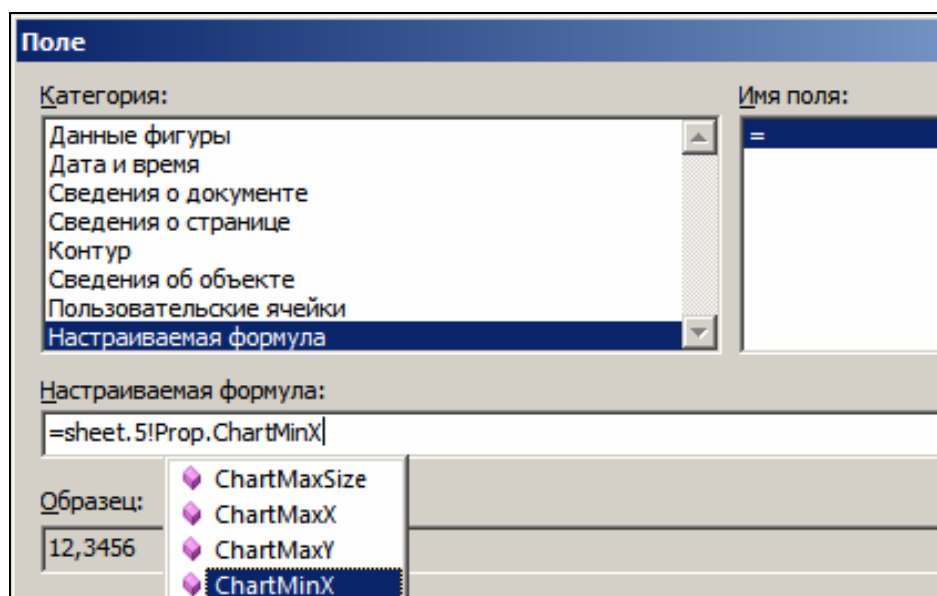 Поле
Категория:
Имя поля:
Данные фигуры
=
Дата и время
Сведения о документе
Сведения о странице
Контур
Сведения об объекте
Пользовательские ячейки
Настраиваемая формула
Настраиваемая формула:
=sheet.5!Prop.ChartMinX
ChartMaxSize
Образец:
ChartMaxX
12,3456
ChartMaxY
ChartMinX